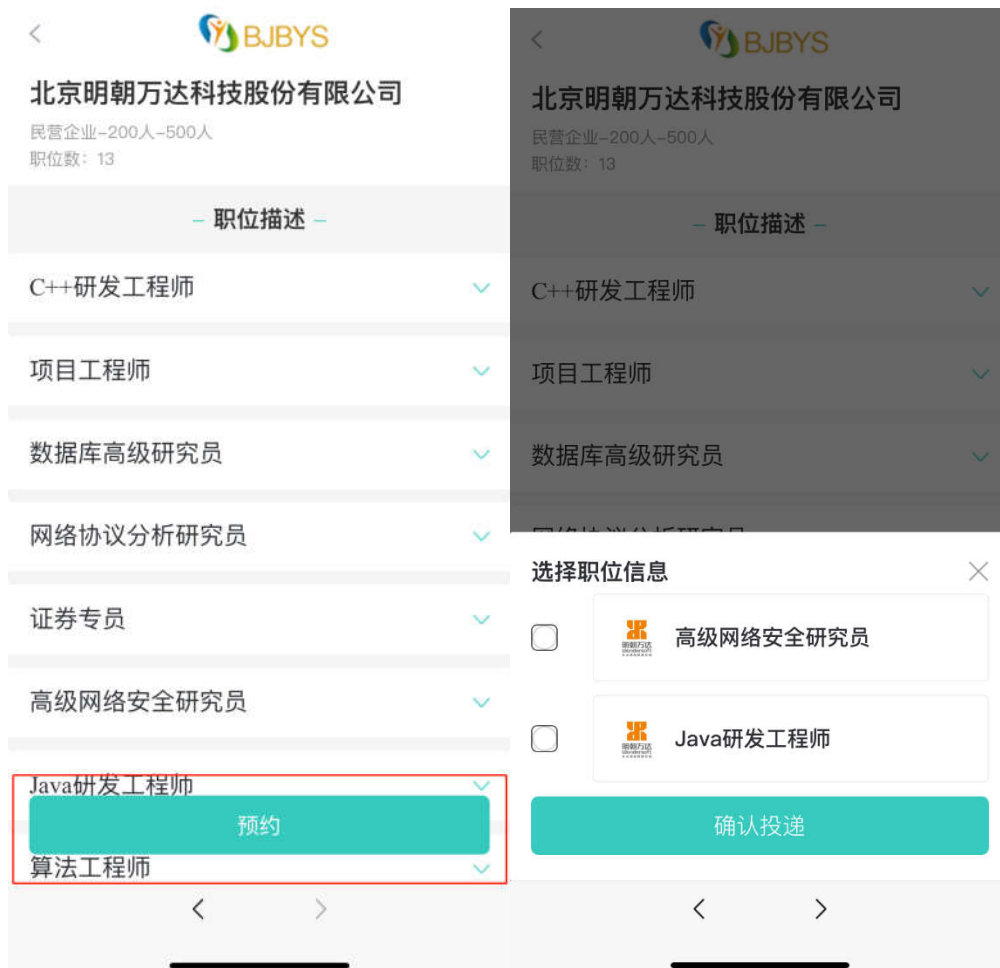 BJBYS
北京明朝万达科技股份有限公司
民营企业-200人-500人
职位数：13
- 职位描述 -
C++研发工程师
项目工程师
数据库高级研究员
网络协议分析研究员
证券专员
高级网络安全研究员
Java研发工程师
预约
算法工程师
BJBYS
北京明朝万达科技股份有限公司
民营企业-200人-500人
职位数：13
- 职位描述 -
C++研发工程师
项目工程师
数据库高级研究员
选择职位信息
明朝万达
高级网络安全研究员
明朝万达
Java研发工程师
确认投递